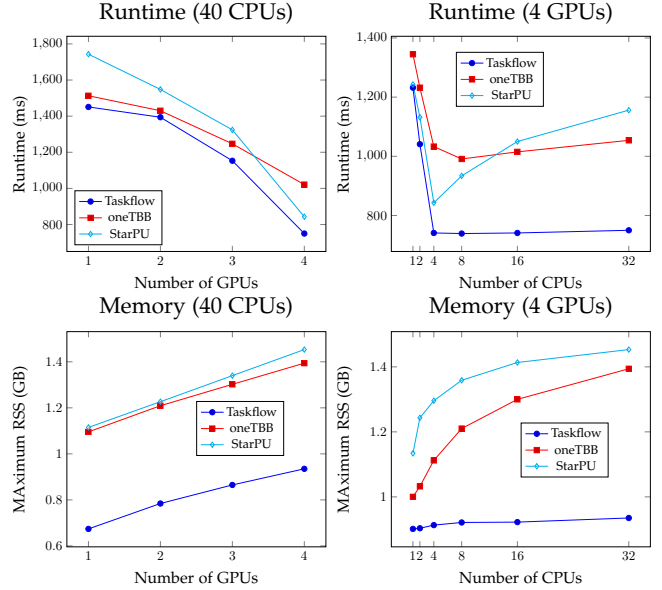 Runtime (40 CPUs)
1,800
1,600
1,400
1,200
1,000
800
Runtime (ms)
Taskflow
oneTBB
StarPU
1 2 3 4
Number of GPUs
Runtime (4 GPUs)
1,400
1,200
1,000
800
Runtime (ms)
Taskflow
oneTBB
StarPU
1 2 4 8 16 32
Number of CPUs
Memory (40 CPUs)
1.4
1.2
1
0.8
0.6
MAximum RSS (GB)
Taskflow
oneTBB
StarPU
1 2 3 4
Number of GPUs
Memory (4 GPUs)
1.4
1.2
1
MAximum RSS (GB)
Taskflow
oneTBB
StarPU
1 2 4 8 16 32
Number of CPUs